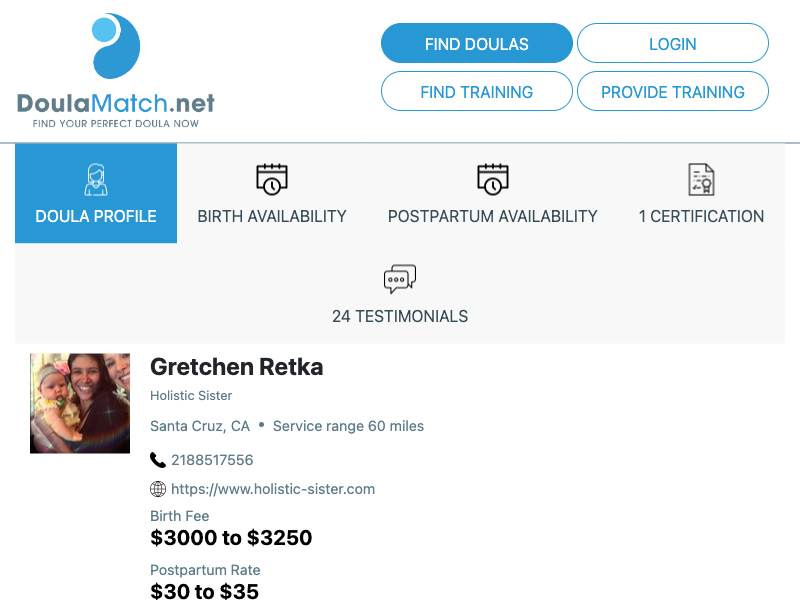 DoulaMatch.net
FIND YOUR PERFECT DOULA NOW
FIND DOULAS
LOGIN
FIND TRAINING
PROVIDE TRAINING
DOULA PROFILE
BIRTH AVAILABILITY
POSTPARTUM AVAILABILITY
1 CERTIFICATION
24 TESTIMONIALS
Gretchen Retka
Holistic Sister
Santa Cruz, CA • Service range 60 miles
2188517556
https://www.holistic-sister.com
Birth Fee
$3000 to $3250
Postpartum Rate
$30 to $35